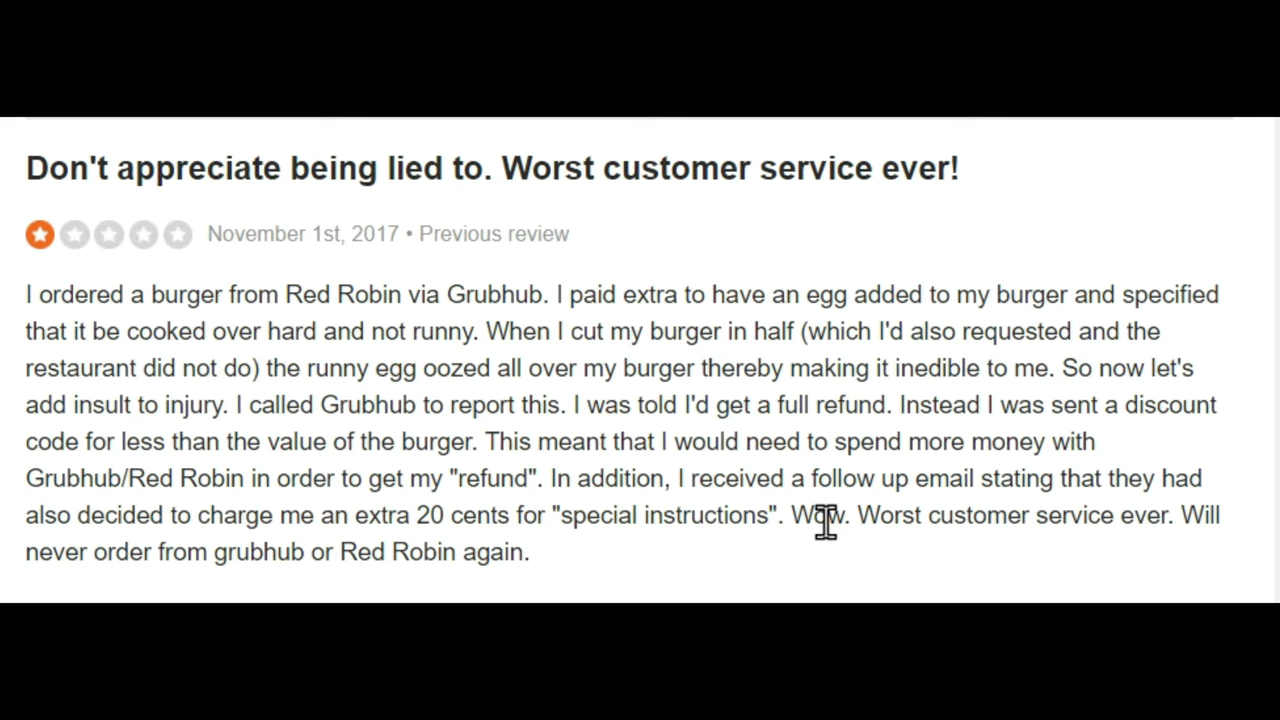 Don't appreciate being lied to. Worst customer service ever!
November 1st, 2017 • Previous review
I ordered a burger from Red Robin via Grubhub. I paid extra to have an egg added to my burger and specified
that it be cooked over hard and not runny. When I cut my burger in half (which I'd also requested and the
restaurant did not do) the runny egg oozed all over my burger thereby making it inedible to me. So now let's
add insult to injury. I called Grubhub to report this. I was told I'd get a full refund. Instead I was sent a discount
code for less than the value of the burger. This meant that I would need to spend more money with
Grubhub/Red Robin in order to get my "refund". In addition, I received a follow up email stating that they had
also decided to charge me an extra 20 cents for "special instructions". Wow. Worst customer service ever. Will
never order from grubhub or Red Robin again.